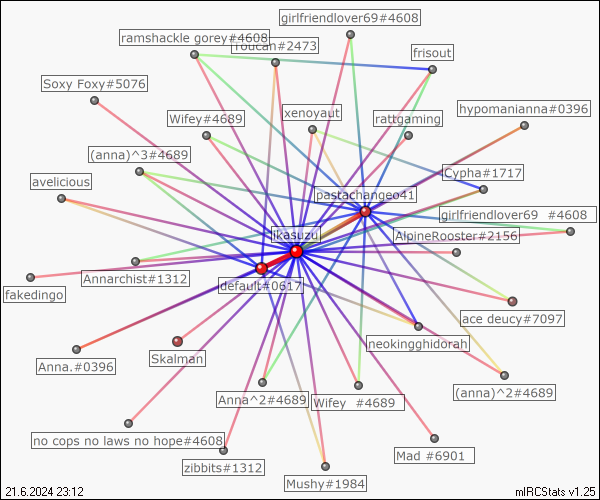 girlfriendlover69#4608
ramshackle gorey#4608
Toucan#2473
frisout
Soxy Foxy#5076
hypomanianna#0396
Wifey#4689
xenoyaut
rattgaming
(anna)^3#4689
Cypha#1717
avelicious
pastachangeo41
girlfriendlover69 #4608
jkasuzu
AlpineRooster#2156
Annarchist#1312
default#0617
fakedingo
ace deucy#7097
neokingghidorah
Skalman
Anna.#0396
(anna)^2#4689
Anna^2#4689
Wifey #4689
no cops no laws no hope#4608
Mad #6901
zibbits#1312
Mushy#1984
21.6.2024 23:12
mIRCStats v1.25